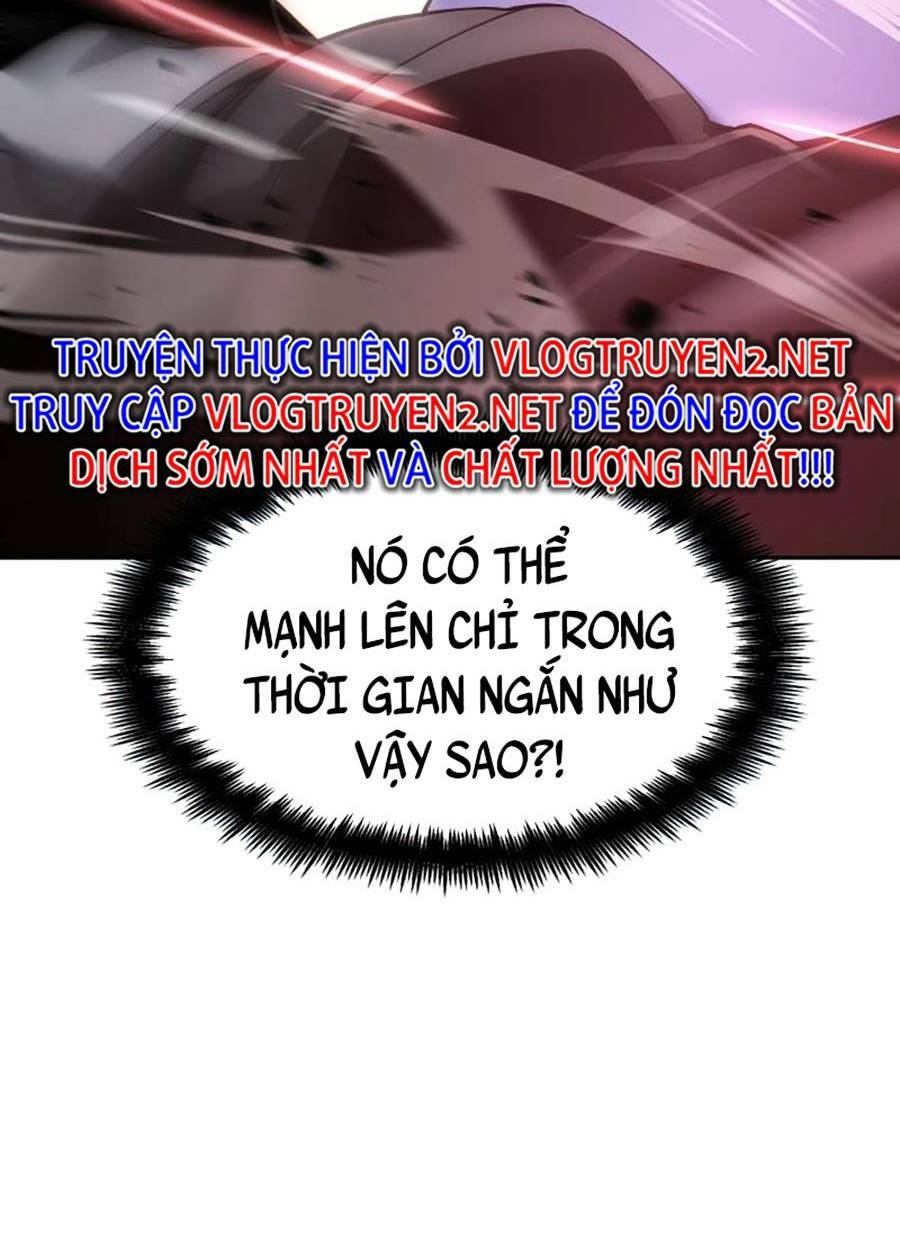 TRUYỆN THỰC HIỆN BỞI VLOGTRUYEN2.NET
TRUY CẬP VLOGTRUYEN2.NET ĐỂ ĐÓN ĐỌC BẢN
DỊCH SỚM NHẤT VÀ CHẤT LƯỢNG NHẤT!!!
NÓ CÓ THỂ
MẠNH LÊN CHỈ TRONG
THỜI GIAN NGẮN NHƯ
VẬY SAO?!